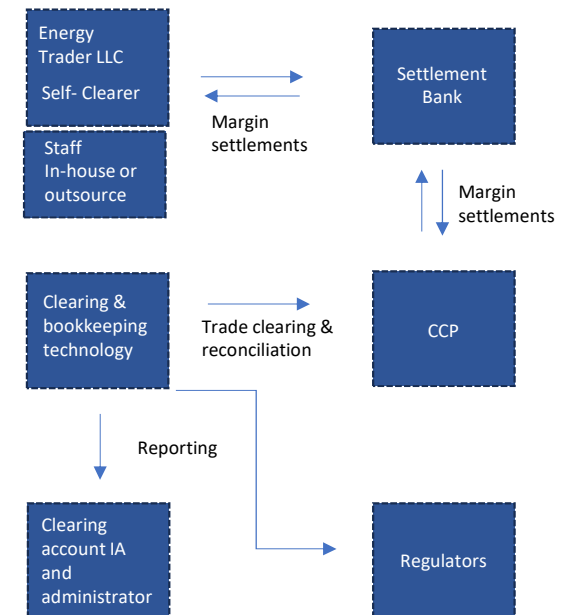 Energy
Trader LLC
Self- Clearer
Settlement
Bank
Margin
settlements
Staff
In-house or
outsource
Margin
settlements
Clearing &
bookkeeping
technology
Trade clearing &
reconciliation
CCP
Reporting
Clearing
account IA
and
administrator
Regulators